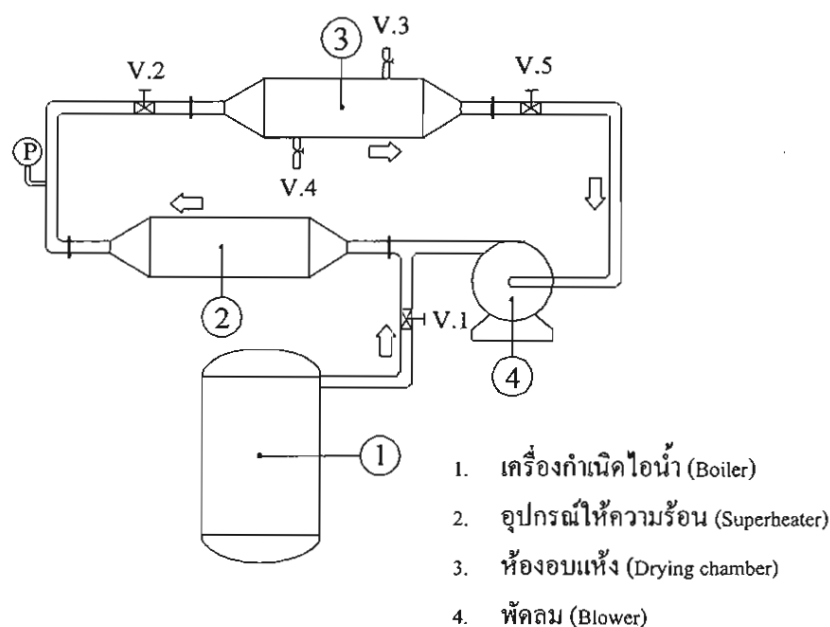 V.3
3
V.2
V.5
P
V.4
2
V.1
4
1
1. เครื่องกำเนิดไอน้ำ (Boiler)
2. อุปกรณ์ให้ความร้อน (Superheater)
3. ห้องอบแห้ง (Drying chamber)
4. พัดลม (Blower)